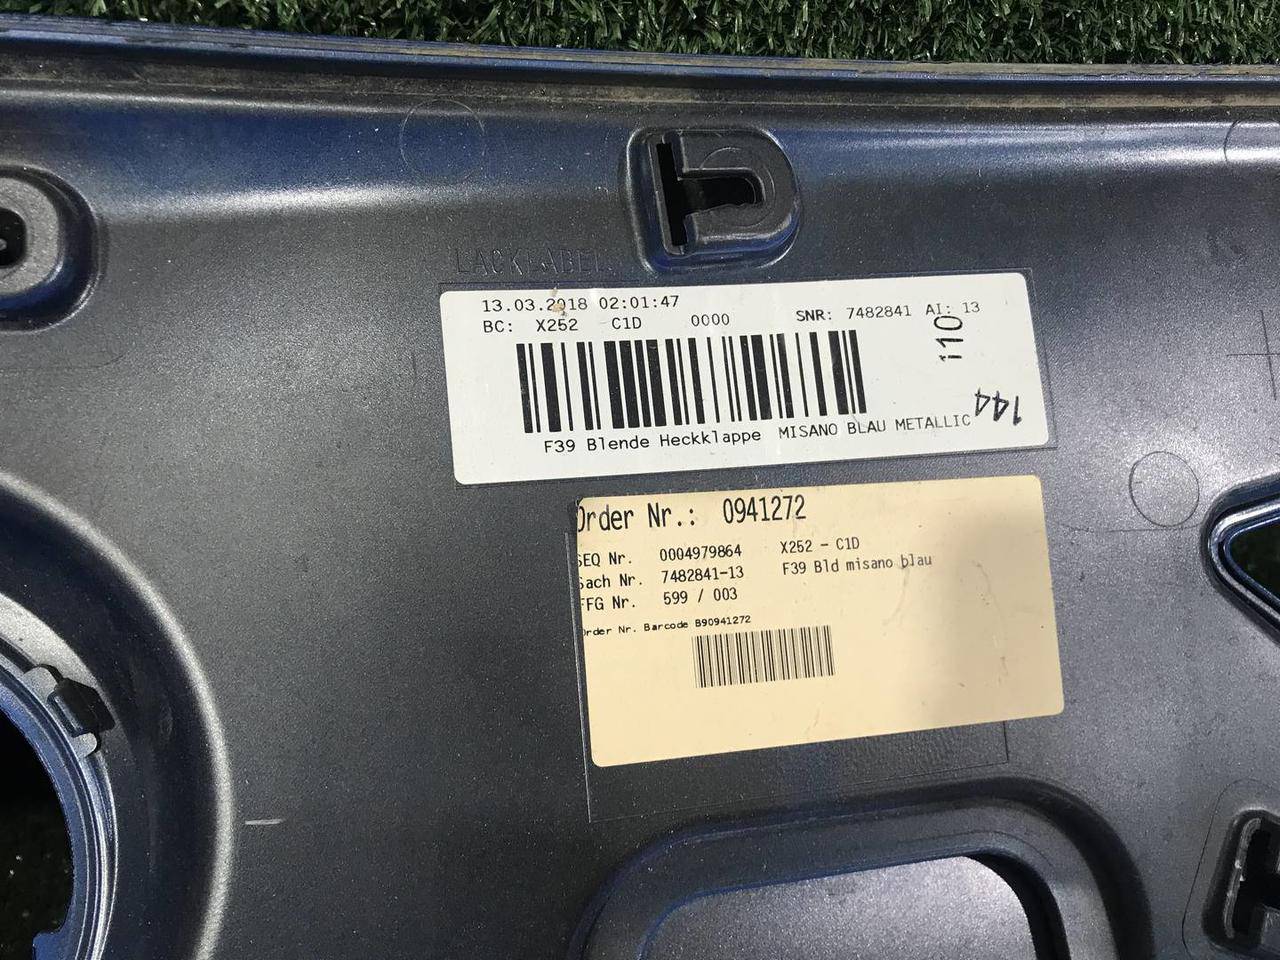 LACKLABEL
13.03.2018 02:01:47
BC: X252 C1D 0000 SNR: 7482841 AI: 13
110
144
F39 Blende Heckklappe MISANO BLAU METALLIC
Order Nr.: 0941272
SEQ Nr. 0004979864 X252 - C1D
Sach Nr. 7482841-13 F39 Bld misano blau
FFG Nr. 599 / 003
Order Nr. Barcode B90941272